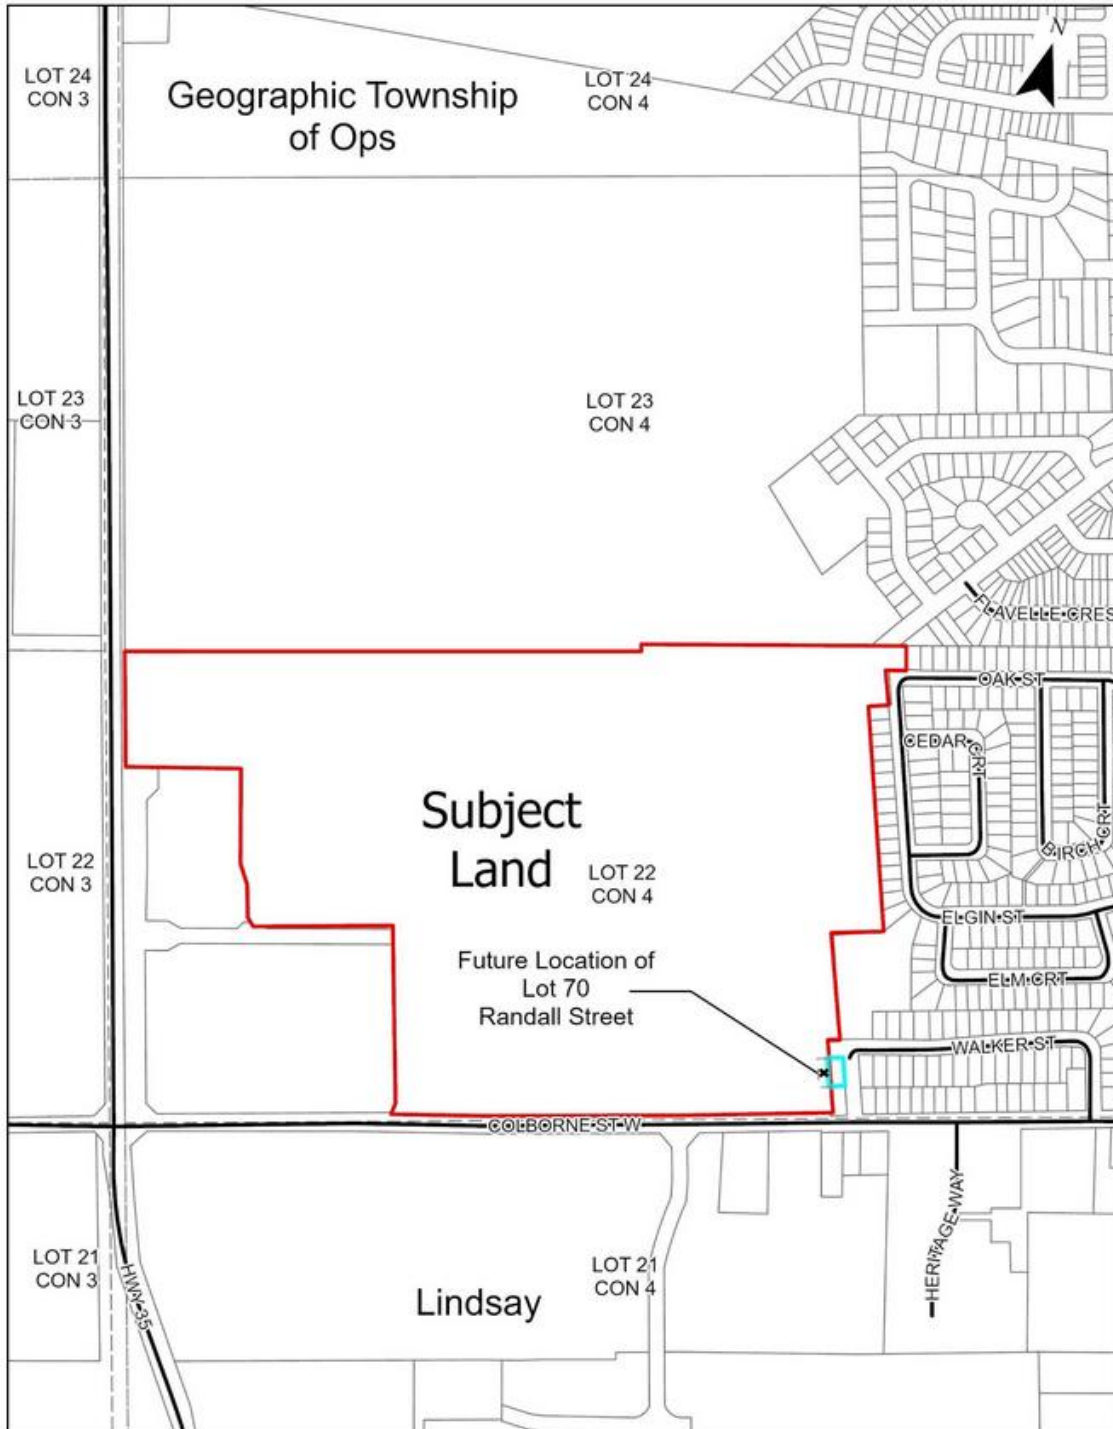 N
LOT 24
CON 3
Geographic Township
of Ops
LOT 24
CON 4
LOT 23
CON 3
LOT 23
CON 4
FLAVELLE CRES
OAK ST
CEDAR CRT
BIRCH CRT
Subject
Land
LOT 22
CON 3
LOT 22
CON 4
ELGIN ST
ELM CRT
Future Location of
Lot 70
Randall Street
WALKER ST
COLBORNE ST W
HERITAGE WAY
LOT 21
CON 3
HWY 35
LOT 21
CON 4
Lindsay